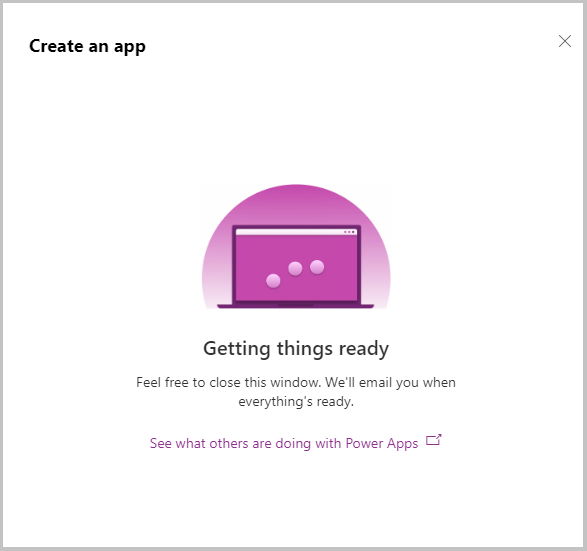 Create an app
Getting things ready
Feel free to close this window. We'll email you when
everything's ready.
See what others are doing with Power Apps